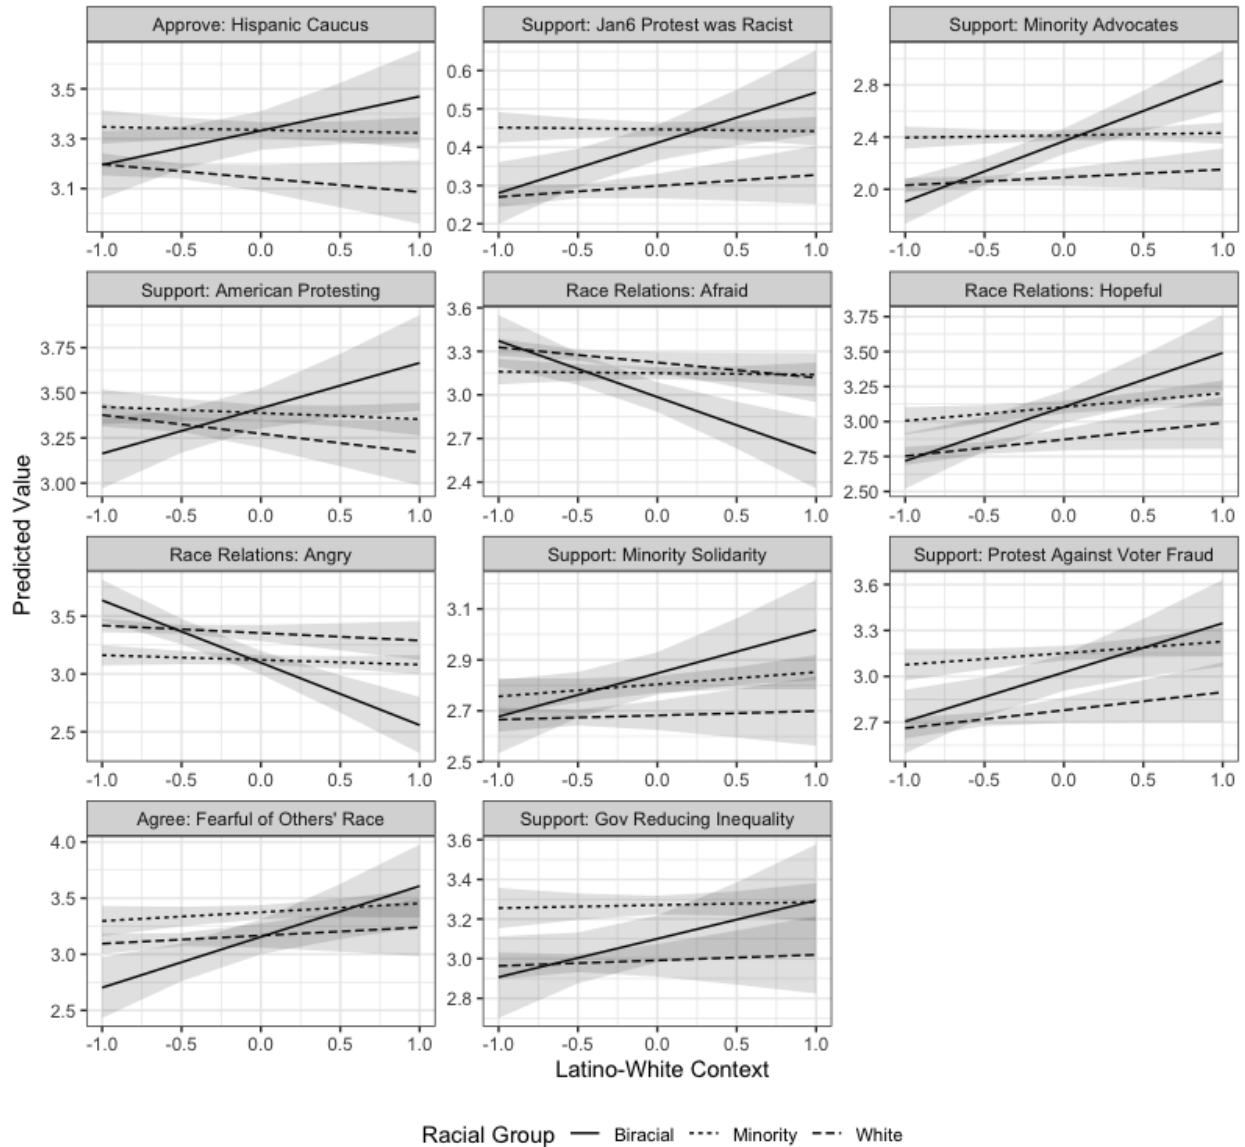 Approve: Hispanic Caucus
3.5
3.3
3.1
-1.0 -0.5 0.0 0.5 1.0
Support: Jan6 Protest was Racist
0.6
0.5
0.4
0.3
0.2
-1.0 -0.5 0.0 0.5 1.0
Support: Minority Advocates
2.8
2.4
2.0
-1.0 -0.5 0.0 0.5 1.0
Support: American Protesting
3.75
3.50
3.25
3.00
-1.0 -0.5 0.0 0.5 1.0
Race Relations: Afraid
3.6
3.3
3.0
2.7
2.4
-1.0 -0.5 0.0 0.5 1.0
Race Relations: Hopeful
3.75
3.50
3.25
3.00
2.75
2.50
-1.0 -0.5 0.0 0.5 1.0
Predicted Value
Race Relations: Angry
3.5
3.0
2.5
-1.0 -0.5 0.0 0.5 1.0
Support: Minority Solidarity
3.1
2.9
2.7
2.5
-1.0 -0.5 0.0 0.5 1.0
Support: Protest Against Voter Fraud
3.6
3.3
3.0
2.7
-1.0 -0.5 0.0 0.5 1.0
Agree: Fearful of Others' Race
4.0
3.5
3.0
2.5
-1.0 -0.5 0.0 0.5 1.0
Support: Gov Reducing Inequality
3.6
3.4
3.2
3.0
2.8
-1.0 -0.5 0.0 0.5 1.0
Latino-White Context
Racial Group Biracial Minority White